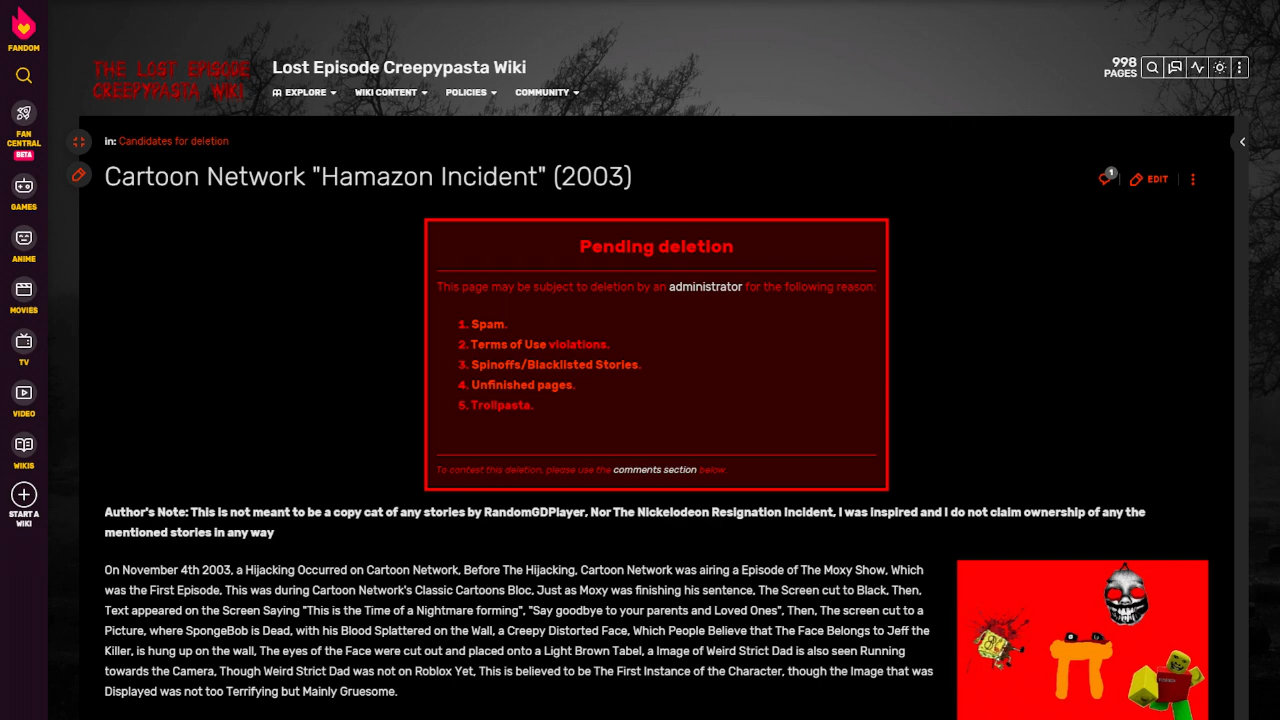 FANDOM
FAN
CENTRAL
BETA
GAMES
ANIME
MOVIES
TV
VIDEO
WIKIS
START A
WIKI
THE LOST EPISODE
CREEPYPASTA WIKI
Lost Episode Creepypasta Wiki
EXPLORE
WIKI CONTENT
POLICIES
COMMUNITY
998
PAGES
in: Candidates for deletion
Cartoon Network "Hamazon Incident" (2003)
1
EDIT
Pending deletion
This page may be subject to deletion by an administrator for the following reason:
1. Spam.
2. Terms of Use violations.
3. Spinoffs/Blacklisted Stories.
4. Unfinished pages.
5. Trollpasta.
To contest this deletion, please use the comments section below.
Author's Note: This is not meant to be a copy cat of any stories by RandomGDPlayer, Nor The Nickelodeon Resignation Incident, I was inspired and I do not claim ownership of any the
mentioned stories in any way
On November 4th 2003, a Hijacking Occurred on Cartoon Network, Before The Hijacking, Cartoon Network was airing a Episode of The Moxy Show, Which
was the First Episode, This was during Cartoon Network's Classic Cartoons Bloc, Just as Moxy was finishing his sentence, The Screen cut to Black, Then,
Text appeared on the Screen Saying "This is the Time of a Nightmare forming", "Say goodbye to your parents and Loved Ones", Then, The screen cut to a
Picture, where SpongeBob is Dead, with his Blood Splattered on the Wall, a Creepy Distorted Face, Which People Believe that The Face Belongs to Jeff the
Killer, is hung up on the wall, The eyes of the Face were cut out and placed onto a Light Brown Tabel, a Image of Weird Strict Dad is also seen Running
towards the Camera, Though Weird Strict Dad was not on Roblox Yet, This is believed to be The First Instance of the Character, though the Image that was
Displayed was not too Terrifying but Mainly Gruesome.